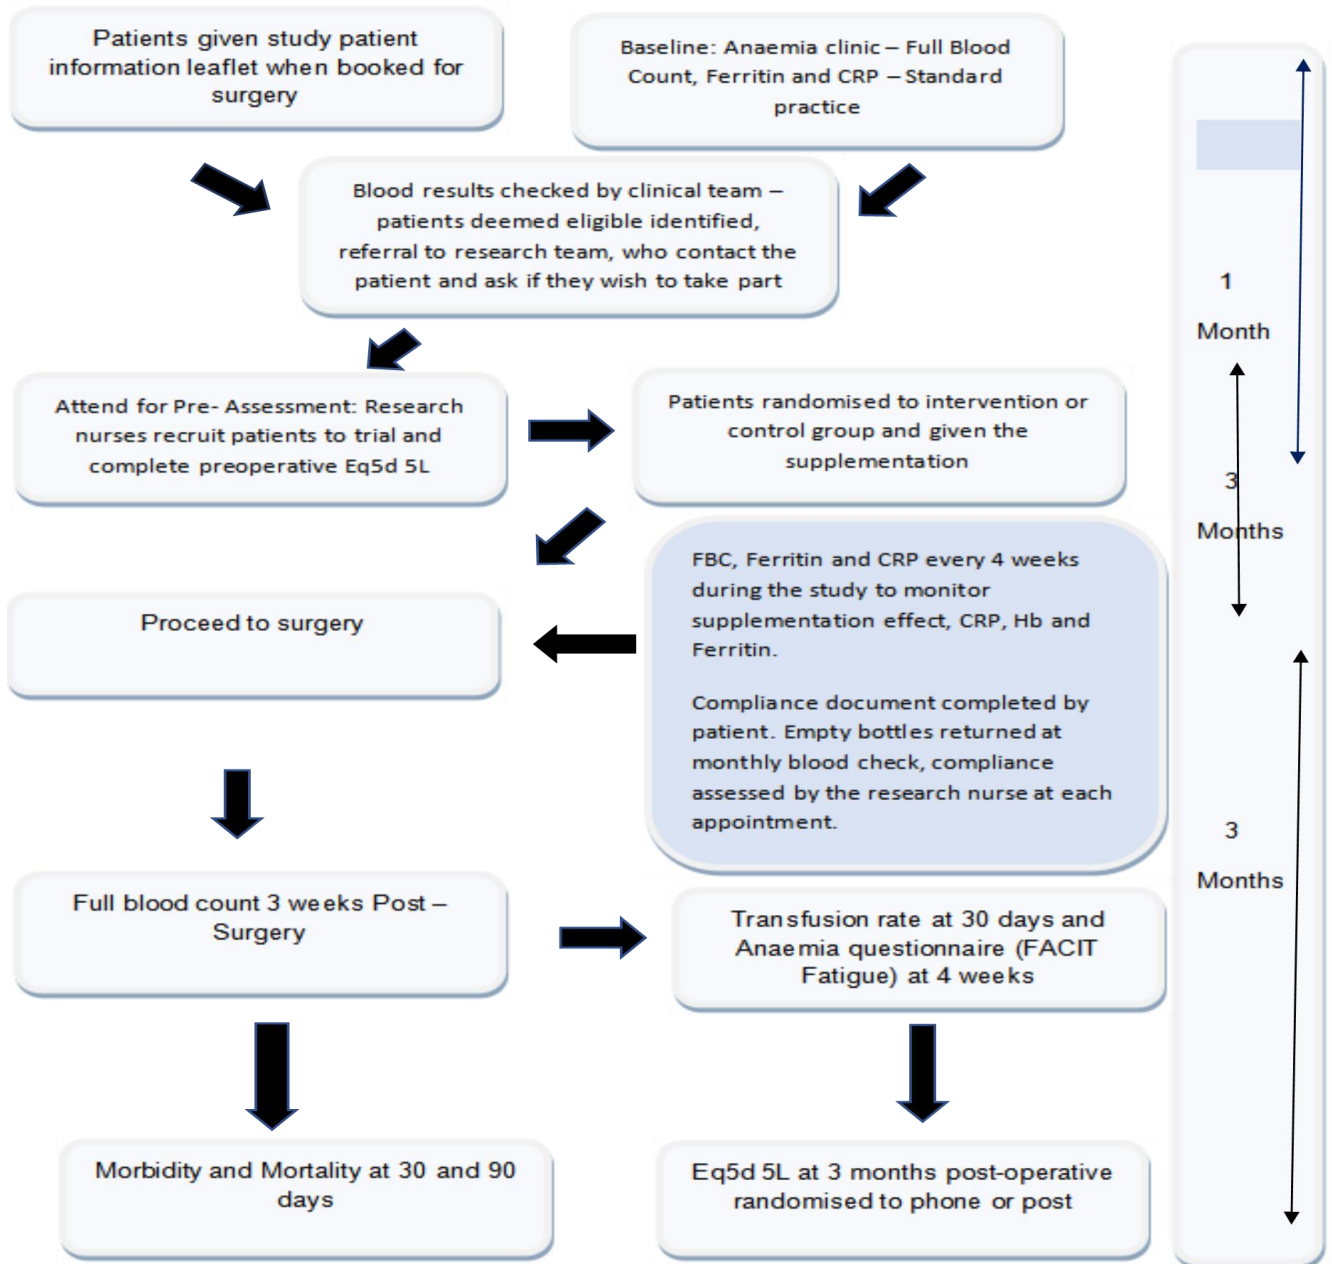 Patients given study patient
information leaflet when booked for
surgery
Baseline: Anaemia clinic – Full Blood
Count, Ferritin and CRP – Standard
practice
Blood results checked by clinical team –
patients deemed eligible identified,
referral to research team, who contact the
patient and ask if they wish to take part
1
Month
Attend for Pre- Assessment: Research
nurses recruit patients to trial and
complete preoperative Eq5d 5L
Patients randomised to intervention or
control group and given the
supplementation
3
Months
FBC, Ferritin and CRP every 4 weeks
during the study to monitor
supplementation effect, CRP, Hb and
Ferritin.
Compliance document completed by
patient. Empty bottles returned at
monthly blood check, compliance
assessed by the research nurse at each
appointment.
Proceed to surgery
3
Months
Full blood count 3 weeks Post –
Surgery
Transfusion rate at 30 days and
Anaemia questionnaire (FACIT
Fatigue) at 4 weeks
Morbidity and Mortality at 30 and 90
days
Eq5d 5L at 3 months post-operative
randomised to phone or post